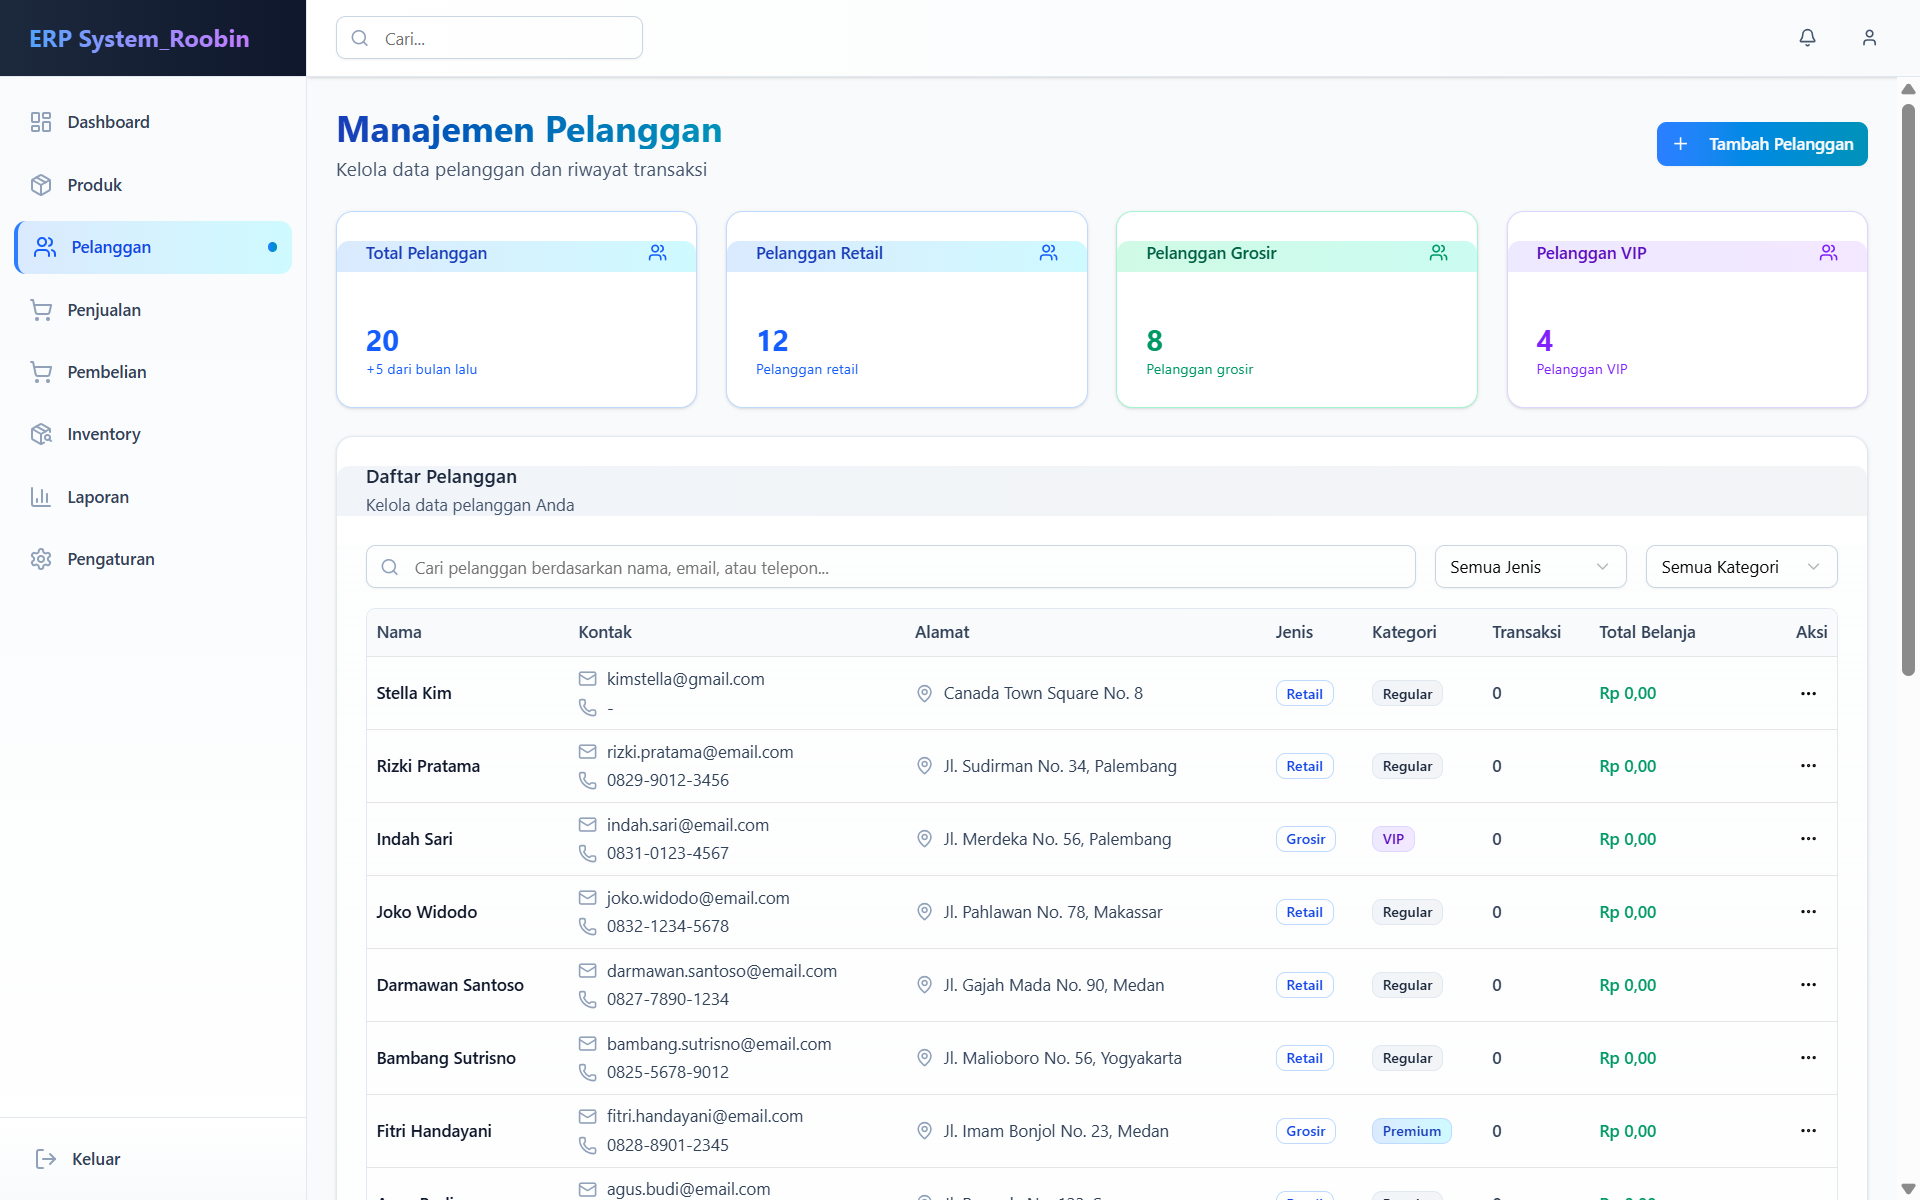 ERP System_Roobin
Cari...
Dashboard
Produk
Pelanggan
Penjualan
Pembelian
Inventory
Laporan
Pengaturan
Keluar
Manajemen Pelanggan
Kelola data pelanggan dan riwayat transaksi
Tambah Pelanggan
Total Pelanggan
20
+5 dari bulan lalu
Pelanggan Retail
12
Pelanggan retail
Pelanggan Grosir
8
Pelanggan grosir
Pelanggan VIP
4
Pelanggan VIP
Daftar Pelanggan
Kelola data pelanggan Anda
Cari pelanggan berdasarkan nama, email, atau telepon...
Semua Jenis
Semua Kategori
Nama Kontak Alamat Jenis Kategori Transaksi Total Belanja Aksi
Stella Kim kimstella@gmail.com - Canada Town Square No. 8 Retail Regular 0 Rp 0,00
Rizki Pratama rizki.pratama@email.com 0829-9012-3456 Jl. Sudirman No. 34, Palembang Retail Regular 0 Rp 0,00
Indah Sari indah.sari@email.com 0831-0123-4567 Jl. Merdeka No. 56, Palembang Grosir VIP 0 Rp 0,00
Joko Widodo joko.widodo@email.com 0832-1234-5678 Jl. Pahlawan No. 78, Makassar Retail Regular 0 Rp 0,00
Darmawan Santoso darmawan.santoso@email.com 0827-7890-1234 Jl. Gajah Mada No. 90, Medan Retail Regular 0 Rp 0,00
Bambang Sutrisno bambang.sutrisno@email.com 0825-5678-9012 Jl. Malioboro No. 56, Yogyakarta Retail Regular 0 Rp 0,00
Fitri Handayani fitri.handayani@email.com 0828-8901-2345 Jl. Imam Bonjol No. 23, Medan Grosir Premium 0 Rp 0,00
agus.budi@email.com